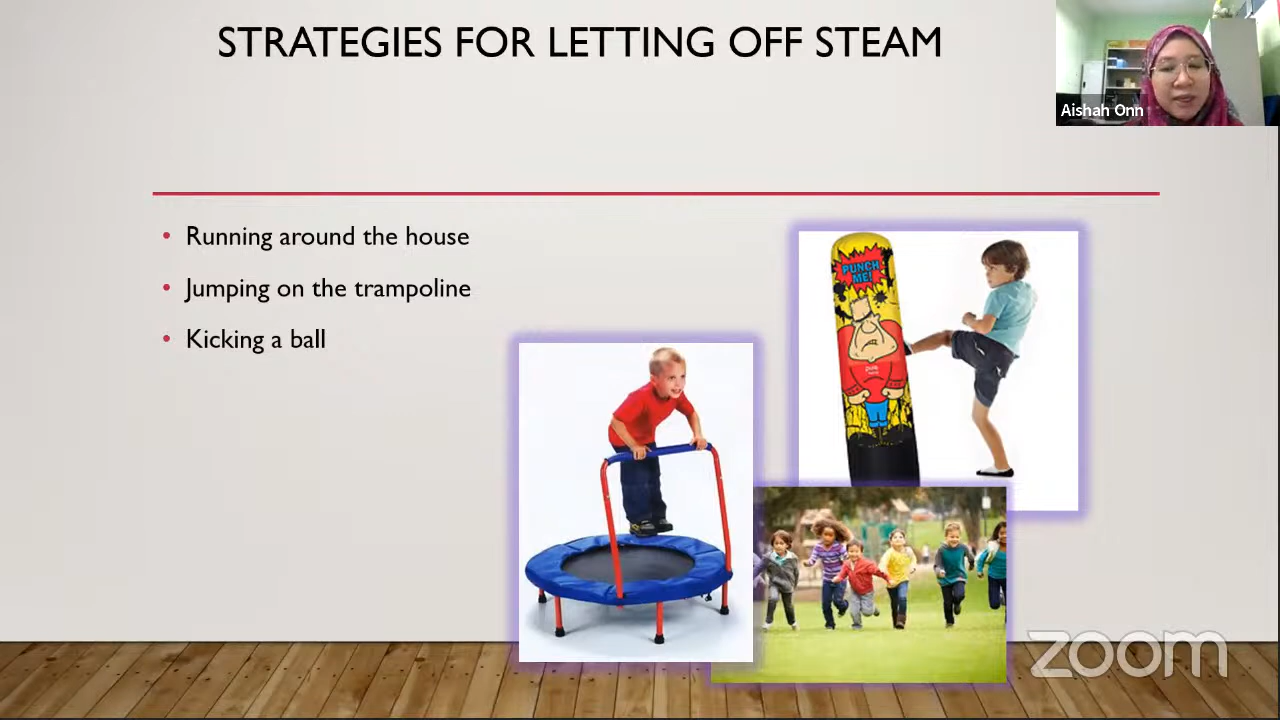 STRATEGIES FOR LETTING OFF STEAM
Aishah Onn
• Running around the house
• Jumping on the trampoline
• Kicking a ball
PUNCH
ME!
zoom